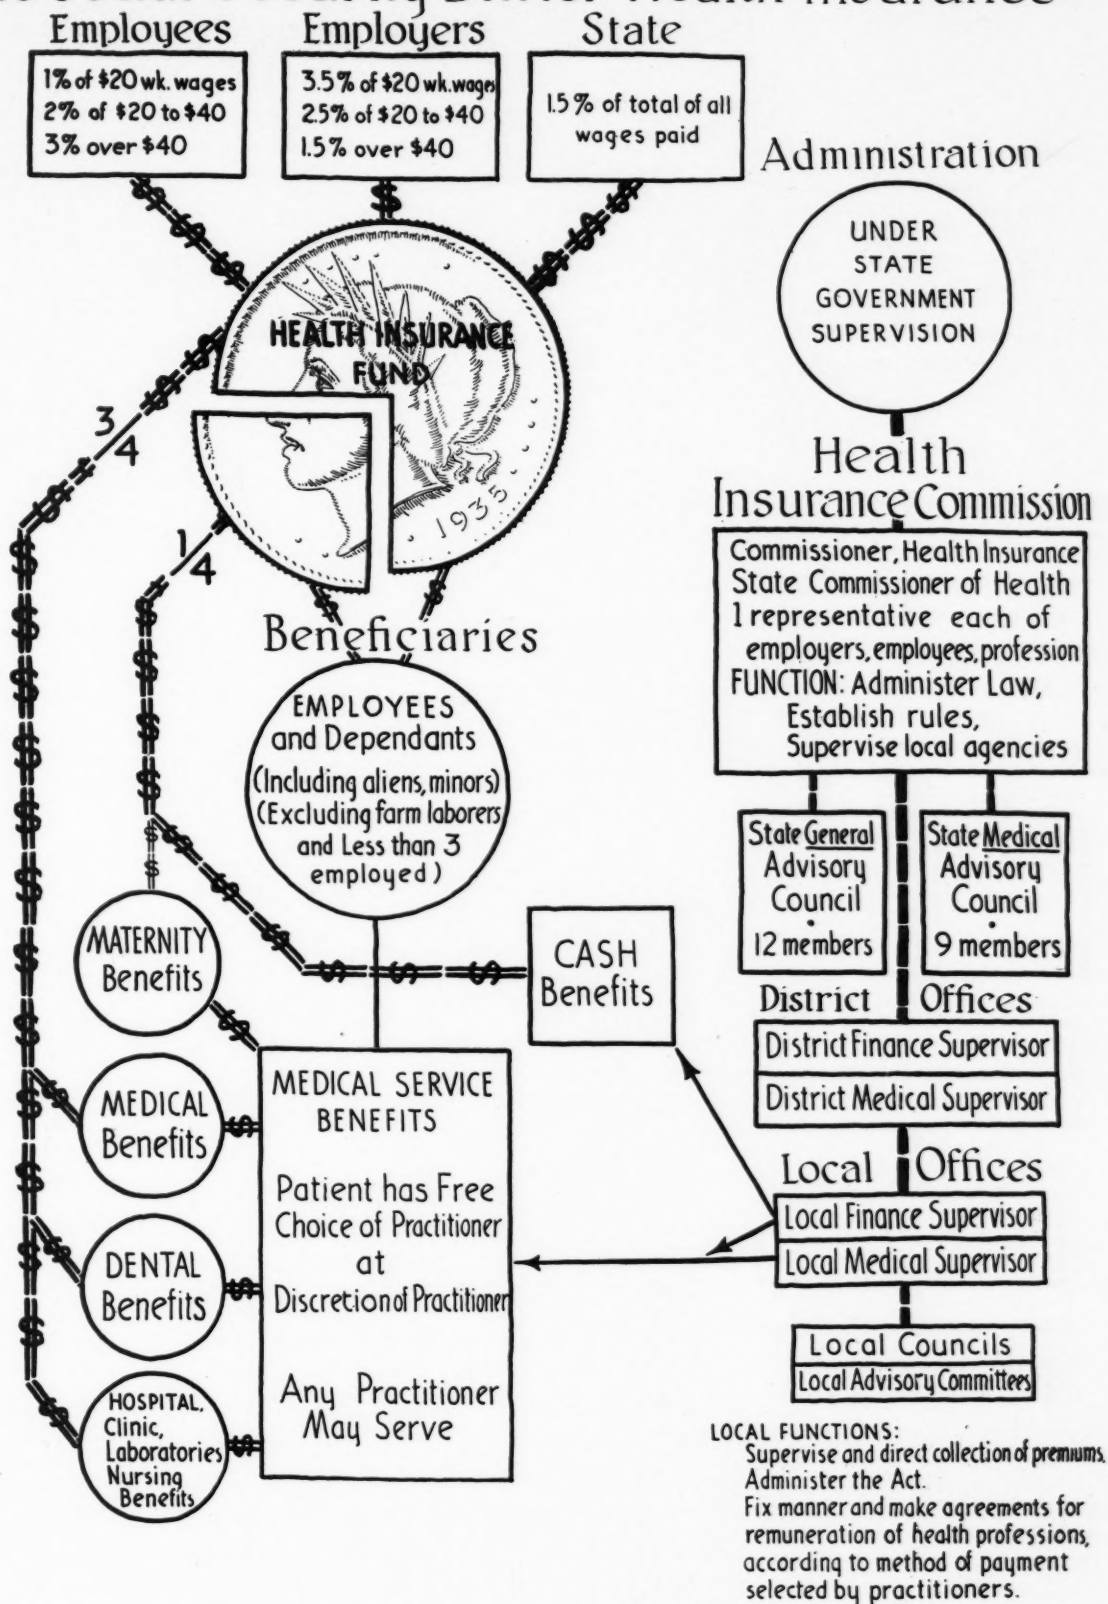 Social Security Bill for Health Insurance
Employees
1% of $20 wk. wages
2% of $20 to $40
3% over $40
Employers
3.5% of $20 wk. wages
2.5% of $20 to $40
1.5% over $40
State
1.5% of total of all
wages paid
HEALTH INSURANCE
FUND
1935
3/4
1/4
Beneficiaries
EMPLOYEES
and Dependants
(Including aliens, minors)
(Excluding farm laborers
and Less than 3
employed)
MATERNITY
Benefits
MEDICAL
Benefits
DENTAL
Benefits
HOSPITAL,
Clinic,
Laboratories
Nursing
Benefits
CASH
Benefits
MEDICAL SERVICE
BENEFITS
Patient has Free
Choice of Practitioner
at
Discretion of Practitioner
Any Practitioner
May Serve
Administration
UNDER
STATE
GOVERNMENT
SUPERVISION
Health
Insurance Commission
Commissioner, Health Insurance
State Commissioner of Health
1 representative each of
employers, employees, profession
FUNCTION: Administer Law,
Establish rules,
Supervise local agencies
State General
Advisory
Council
•
12 members
State Medical
Advisory
Council
•
9 members
District Offices
District Finance Supervisor
District Medical Supervisor
Local Offices
Local Finance Supervisor
Local Medical Supervisor
Local Councils
Local Advisory Committees
LOCAL FUNCTIONS:
Supervise and direct collection of premiums.
Administer the Act.
Fix manner and make agreements for
remuneration of health professions,
according to method of payment
selected by practitioners.